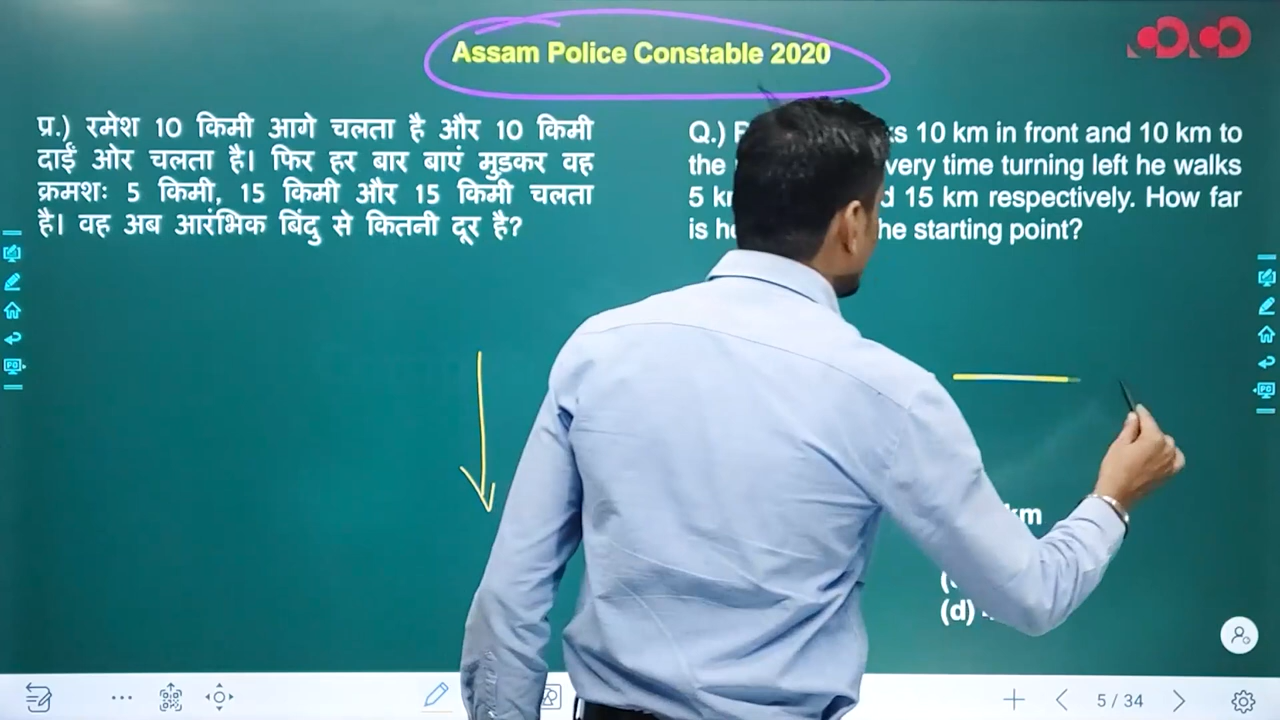 Assam Police Constable 2020
प्र.) रमेश 10 किमी आगे चलता है और 10 किमी
दाईं ओर चलता है। फिर हर बार बाएं मुड़कर वह
क्रमशः 5 किमी, 15 किमी और 15 किमी चलता
है। वह अब आरंभिक बिंदु से कितनी दूर है?
Q.) 10 km in front and 10 km to
the very time turning left he walks
5 15 km respectively. How far
is he starting point?
km
(d)
5 / 34